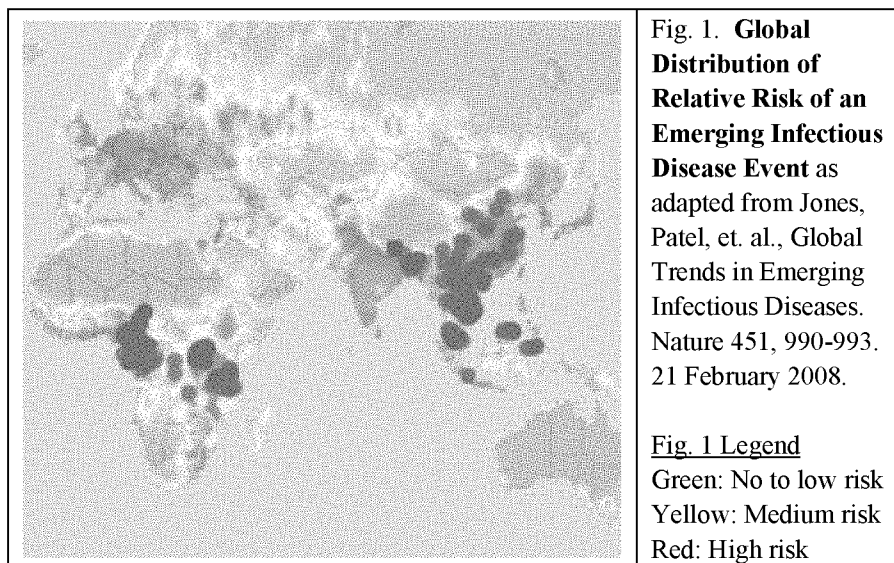 Fig. 1. Global
Distribution of
Relative Risk of an
Emerging Infectious
Disease Event as
adapted from Jones,
Patel, et. al., Global
Trends in Emerging
Infectious Diseases.
Nature 451, 990-993.
21 February 2008.
Fig. 1 Legend
Green: No to low risk
Yellow: Medium risk
Red: High risk